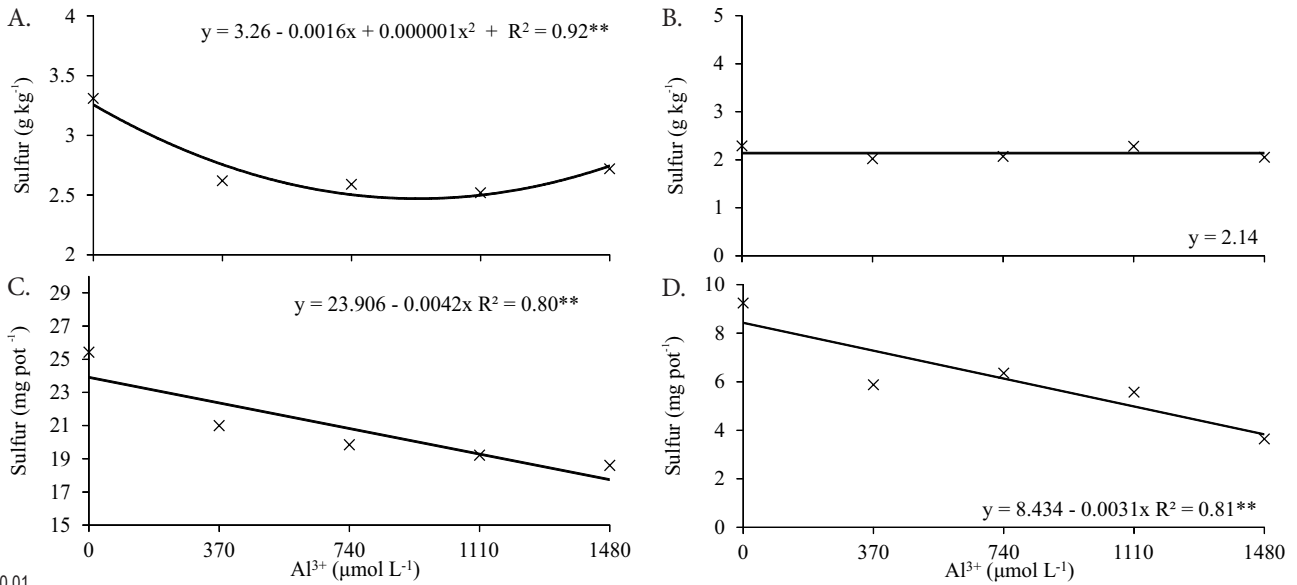 A.
y = 3.26 - 0.0016x + 0.000001x² + R² = 0.92**
4
3.5
3
2.5
2
Sulfur (g kg⁻¹)
B.
5
4
3
2
1
0
Sulfur (g kg⁻¹)
y = 2.14
C.
y = 23.906 - 0.0042x R² = 0.80**
29
27
25
23
21
19
17
15
Sulfur (mg pot⁻¹)
0 370 740 1110 1480
Al³⁺ (μmol L⁻¹)
D.
10
8
6
4
2
0
Sulfur (mg pot⁻¹)
y = 8.434 - 0.0031x R² = 0.81**
0 370 740 1110 1480
Al³⁺ (μmol L⁻¹)